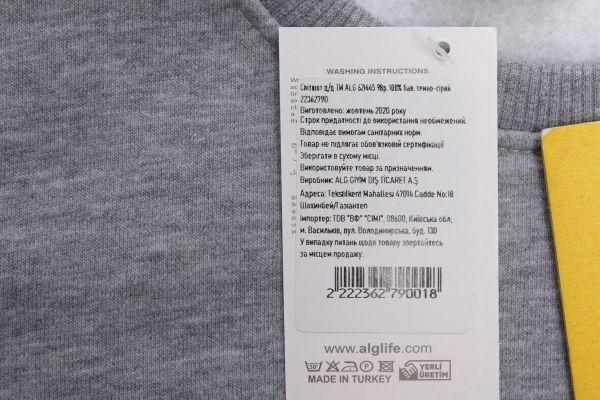 WASHING INSTRUCTIONS
Світшот д/д ТМ ALG 621445 98р. 100% бав. темно-сірий
22362790
Виготовлено: жовтень 2020 року
Строк придатності до використання необмежений.
Відповідає вимогам санітарних норм.
Товар не підлягає обов'язковій сертифікації
Зберігати в сухому місці.
Використовуйте товар за призначенням.
Виробник: ALG GIYIM DIŞ TİCARET A.Ş
Адреса: Tekstilkent Mahallesi 47014 Cadde No:18
Шахинбей/Газіантеп
Імпортер: ТОВ "ВФ" "СІМІ", 08600, Київська обл,
м. Васильків, вул. Володимирська, буд. 130
У випадку питань щодо товару звертайтесь
за місцем продажу.
2 222362 790018
www.alglife.com
30
MADE IN TURKEY
YERLİ
ÜRETİM